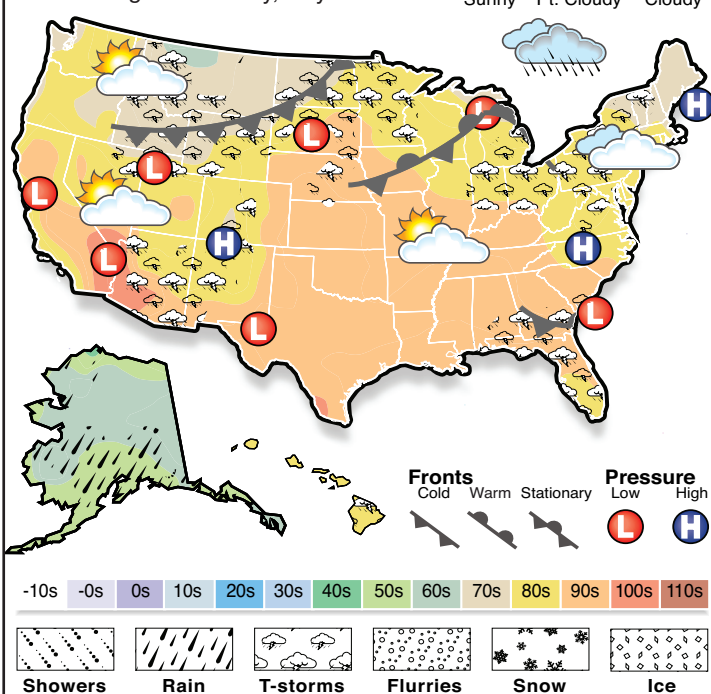 Sunny Pt. Cloudy Cloudy
L
H
L
L
L
L
H
H
L
L
Fronts
Cold Warm Stationary
Pressure
Low High
L H
-10s -0s 0s 10s 20s 30s 40s 50s 60s 70s 80s 90s 100s 110s
Showers Rain T-storms Flurries Snow Ice